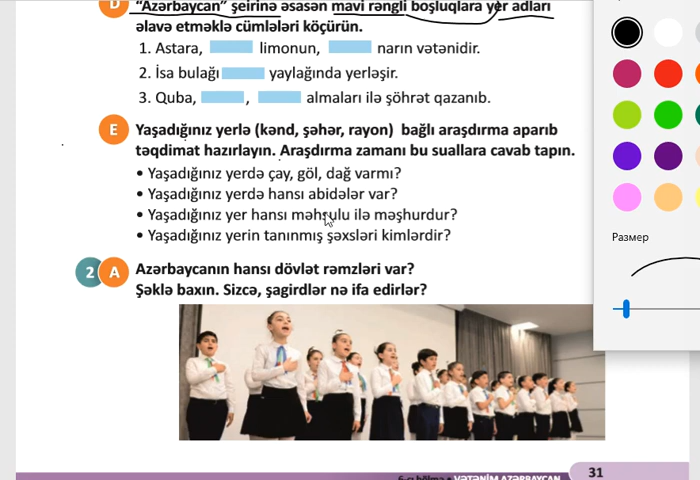 D "Azərbaycan" şeirinə əsasən mavi rəngli boşluqlara yer adları
əlavə etməklə cümlələri köçürün.
1. Astara, limonun, narın vətənidir.
2. İsa bulağı yaylağında yerləşir.
3. Quba, , almaları ilə şöhrət qazanıb.
E Yaşadığınız yerlə (kənd, şəhər, rayon) bağlı araşdırma aparıb
təqdimat hazırlayın. Araşdırma zamanı bu suallara cavab tapın.
• Yaşadığınız yerdə çay, göl, dağ varmı?
• Yaşadığınız yerdə hansı abidələr var?
• Yaşadığınız yer hansı məhsulu ilə məşhurdur?
• Yaşadığınız yerin tanınmış şəxsləri kimlərdir?
Размер
2 A Azərbaycanın hansı dövlət rəmzləri var?
Şəklə baxın. Sizcə, şagirdlər nə ifa edirlər?
6-cı bölmə • VƏTƏNİM AZƏRBAYCAN 31